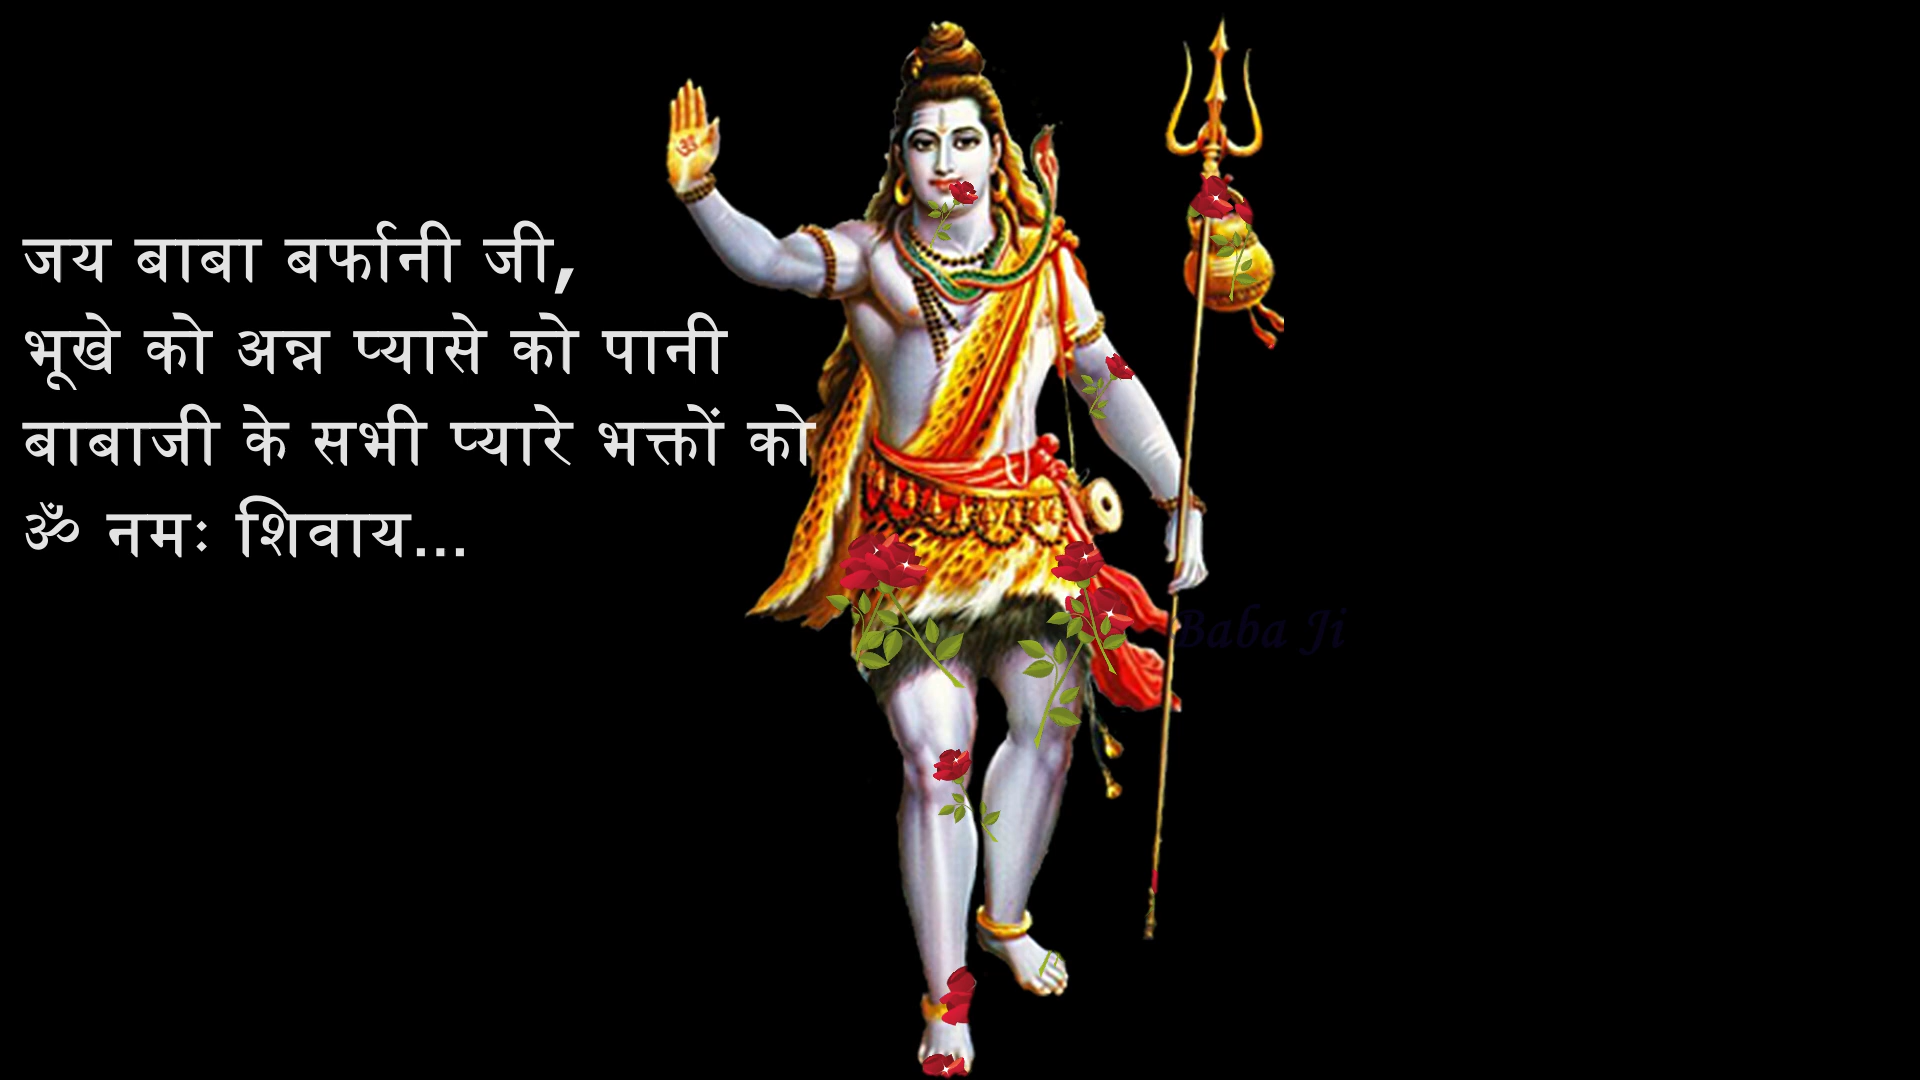 जय बाबा बर्फानी जी,
भूखे को अन्न प्यासे को पानी
बाबाजी के सभी प्यारे भक्तों को
ॐ नमः शिवाय...
ॐ
Baba Ji